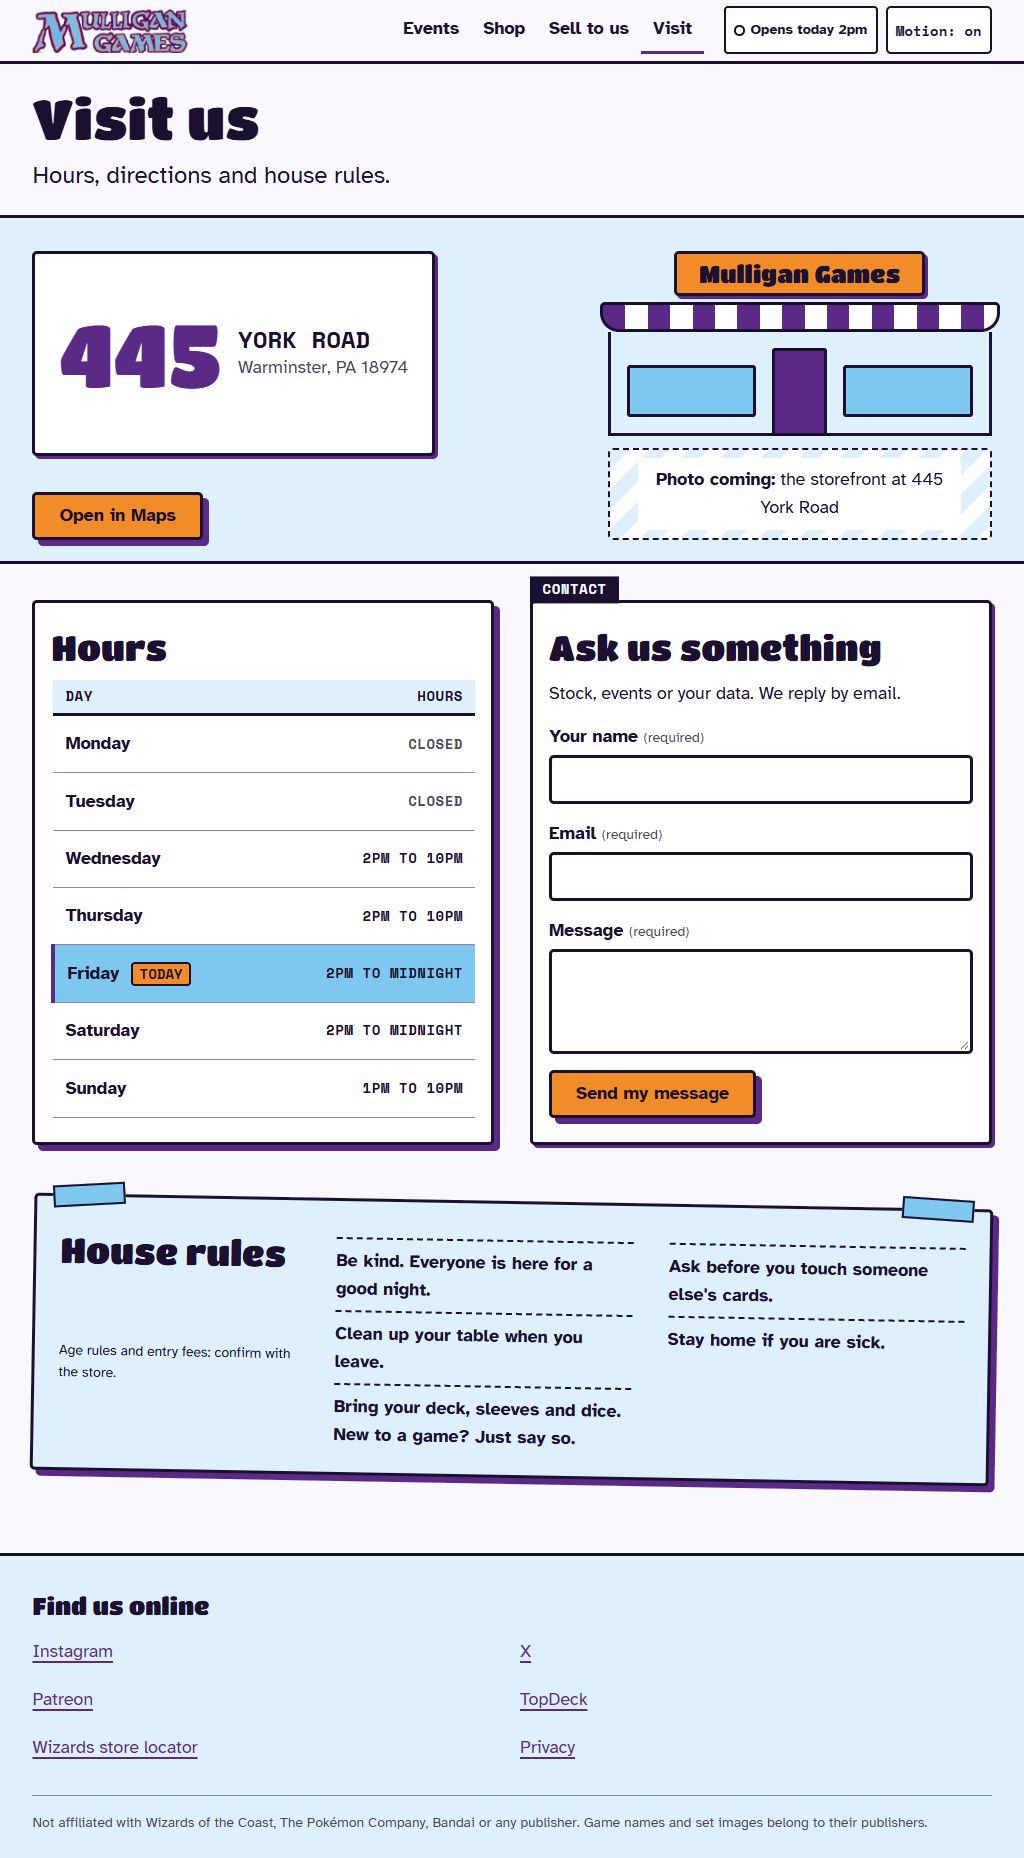 MULLIGAN
GAMES
Events Shop Sell to us Visit Opens today 2pm Motion: on
Visit us
Hours, directions and house rules.
445
YORK ROAD
Warminster, PA 18974
Open in Maps
Mulligan Games
Photo coming: the storefront at 445
York Road
Hours
DAY HOURS
Monday CLOSED
Tuesday CLOSED
Wednesday 2PM TO 10PM
Thursday 2PM TO 10PM
Friday TODAY 2PM TO MIDNIGHT
Saturday 2PM TO MIDNIGHT
Sunday 1PM TO 10PM
CONTACT
Ask us something
Stock, events or your data. We reply by email.
Your name (required)
Email (required)
Message (required)
Send my message
House rules
Age rules and entry fees: confirm with
the store.
Be kind. Everyone is here for a
good night.
Clean up your table when you
leave.
Bring your deck, sleeves and dice.
New to a game? Just say so.
Ask before you touch someone
else's cards.
Stay home if you are sick.
Find us online
Instagram
X
Patreon
TopDeck
Wizards store locator
Privacy
Not affiliated with Wizards of the Coast, The Pokémon Company, Bandai or any publisher. Game names and set images belong to their publishers.